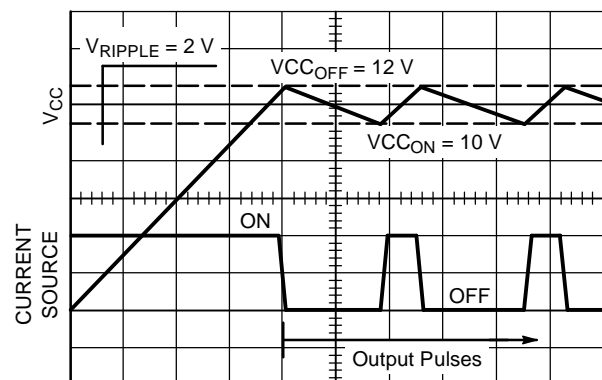 V_RIPPLE = 2 V
VCC_OFF = 12 V
V_CC
VCC_ON = 10 V
ON
CURRENT
SOURCE
OFF
Output Pulses